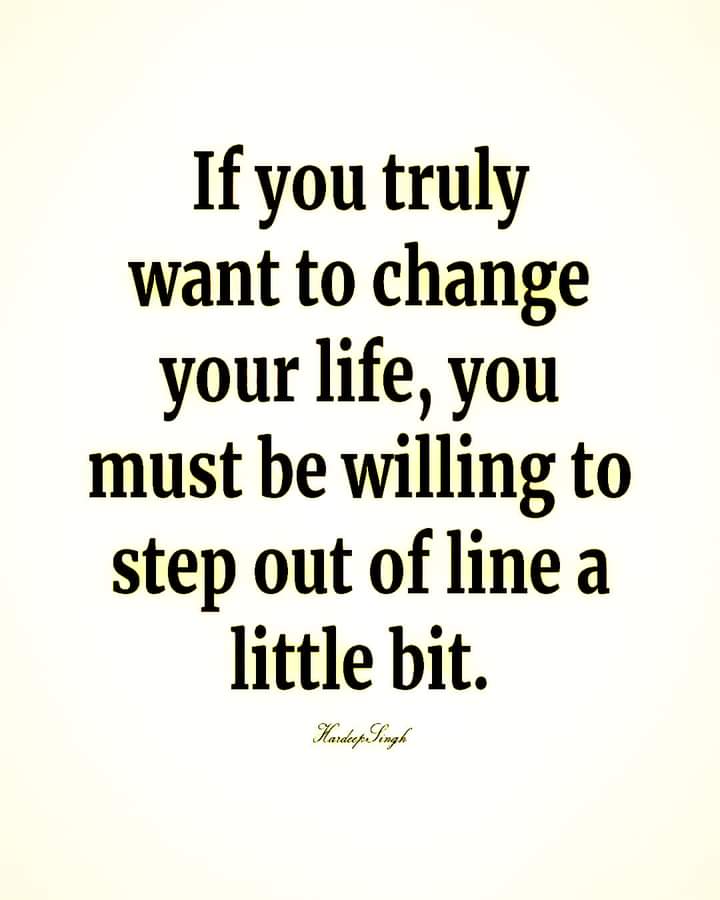 If you truly
want to change
your life, you
must be willing to
step out of line a
little bit.
HardeepSingh